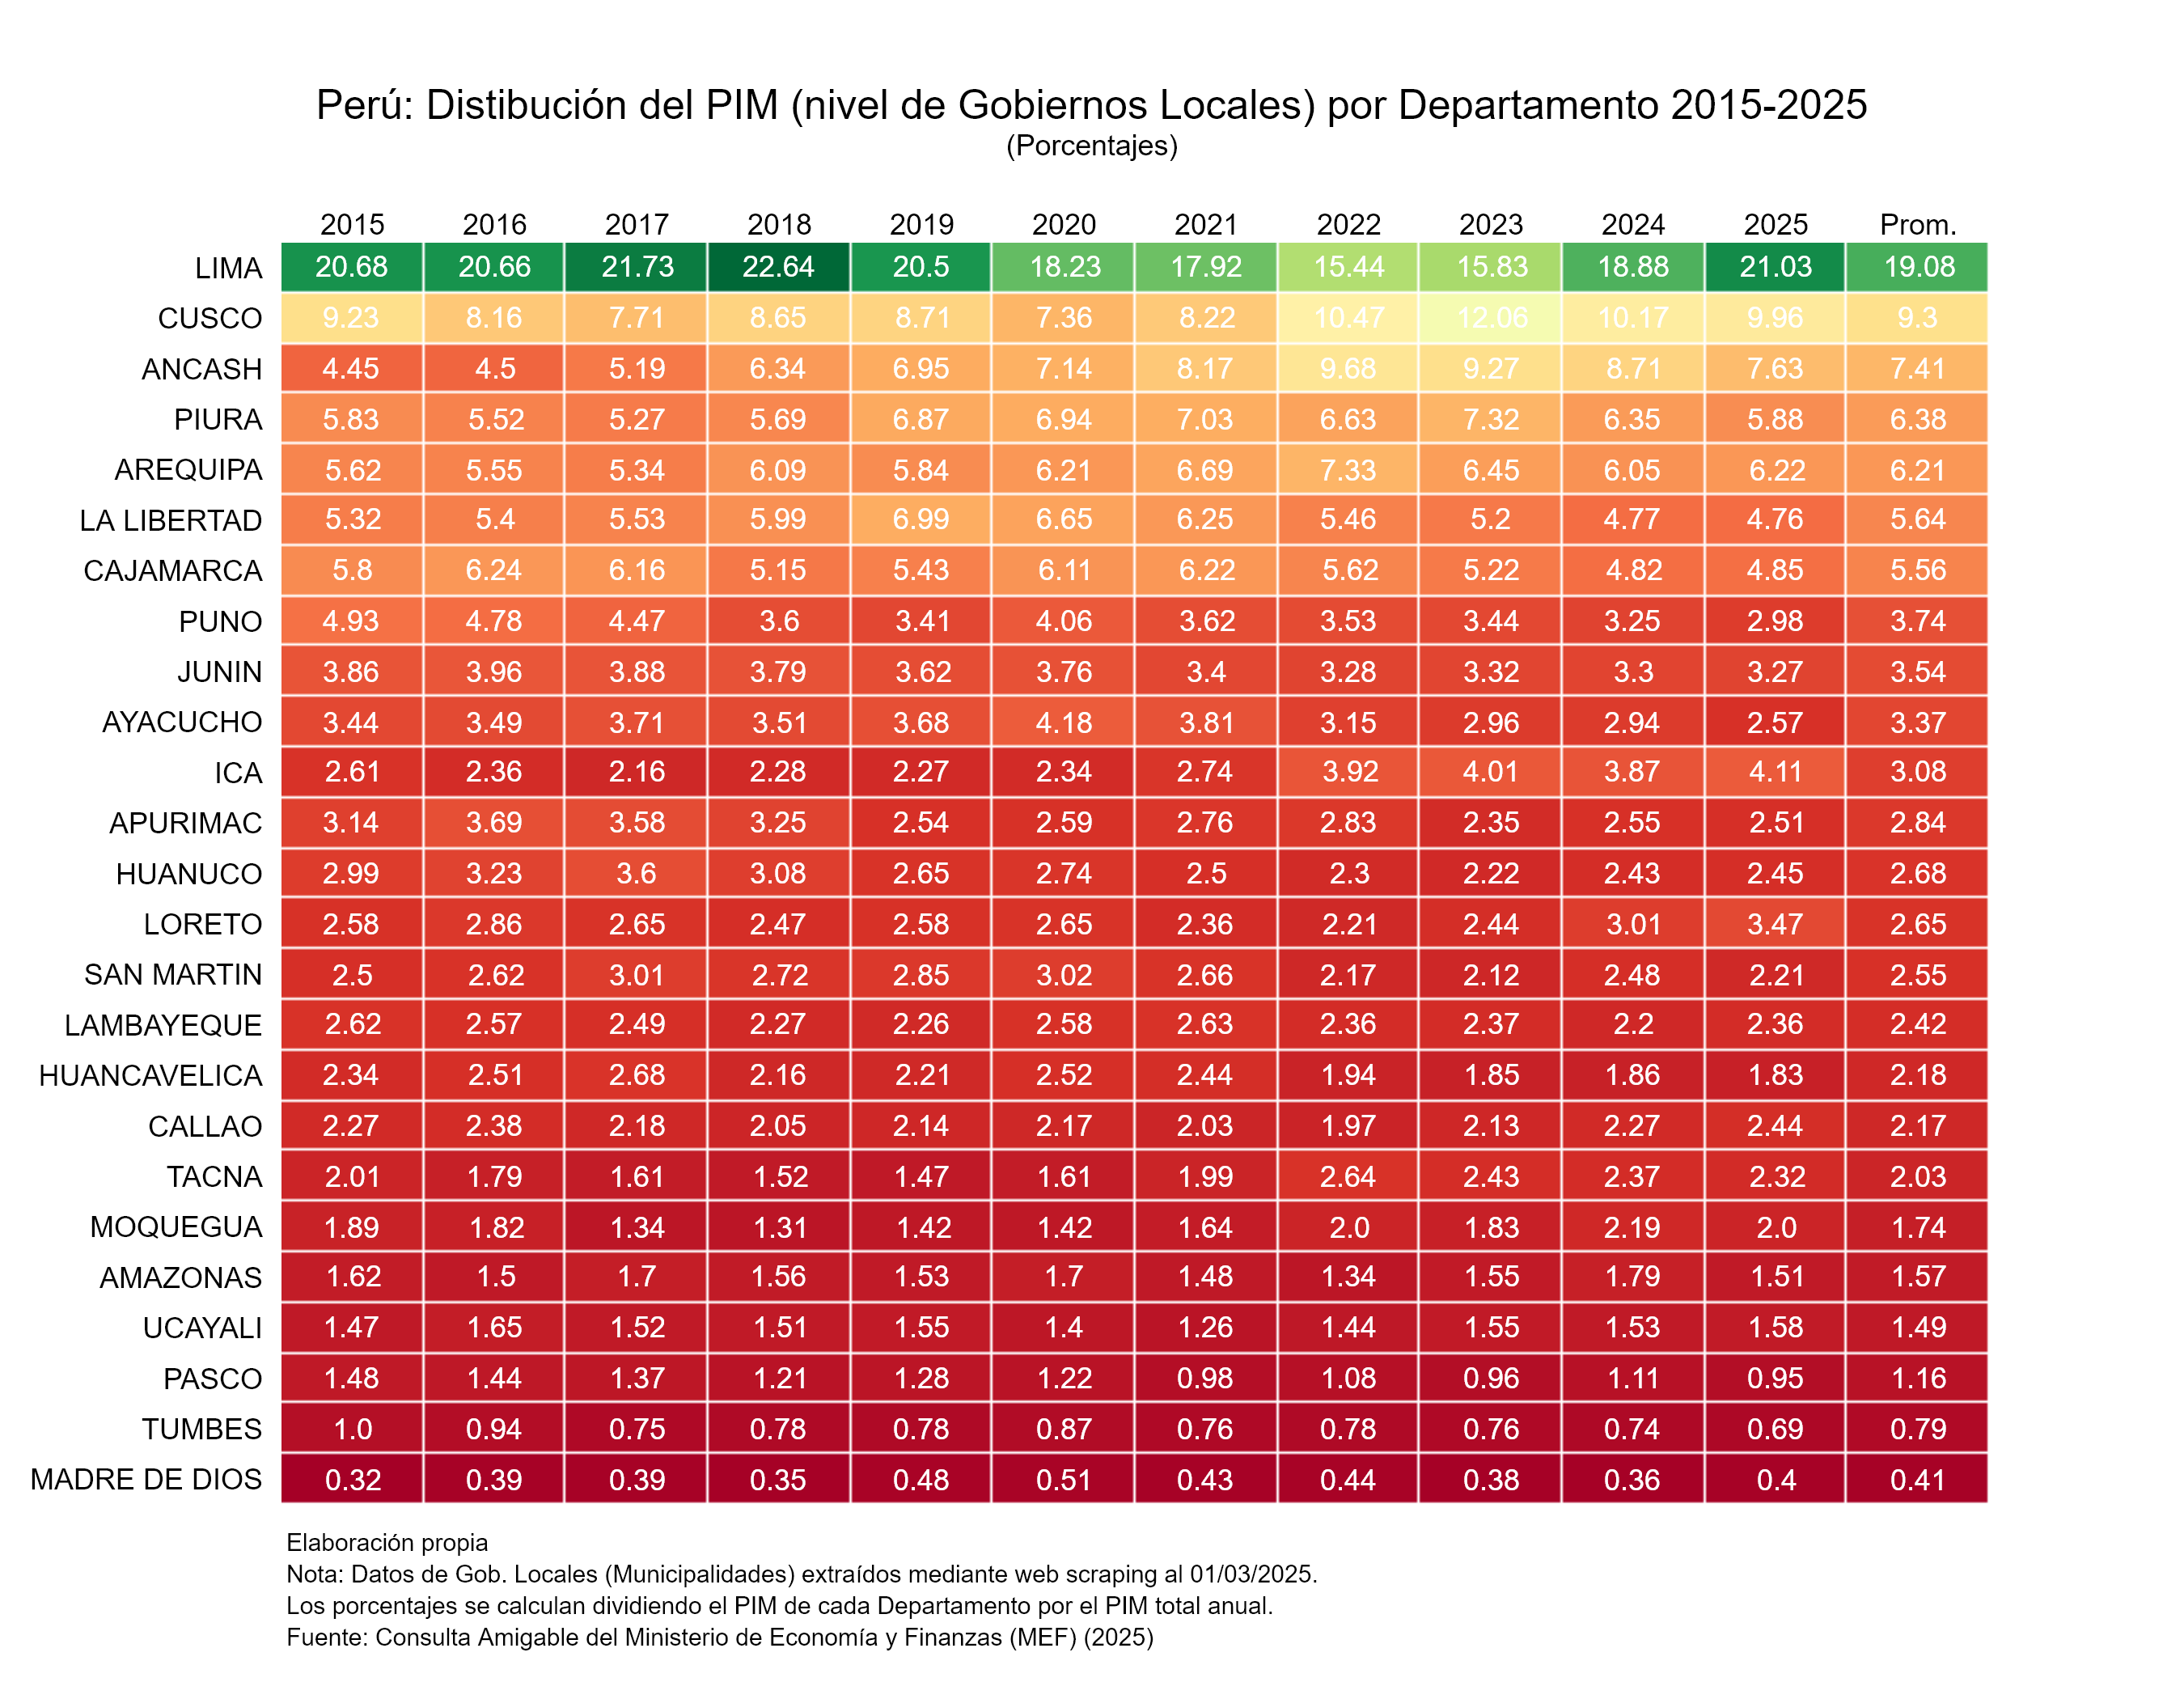 Perú: Distibución del PIM (nivel de Gobiernos Locales) por Departamento 2015-2025
(Porcentajes)
2015 2016 2017 2018 2019 2020 2021 2022 2023 2024 2025 Prom.
LIMA 20.68 20.66 21.73 22.64 20.5 18.23 17.92 15.44 15.83 18.88 21.03 19.08
CUSCO 9.23 8.16 7.71 8.65 8.71 7.36 8.22 10.47 12.06 10.17 9.96 9.3
ANCASH 4.45 4.5 5.19 6.34 6.95 7.14 8.17 9.68 9.27 8.71 7.63 7.41
PIURA 5.83 5.52 5.27 5.69 6.87 6.94 7.03 6.63 7.32 6.35 5.88 6.38
AREQUIPA 5.62 5.55 5.34 6.09 5.84 6.21 6.69 7.33 6.45 6.05 6.22 6.21
LA LIBERTAD 5.32 5.4 5.53 5.99 6.99 6.65 6.25 5.46 5.2 4.77 4.76 5.64
CAJAMARCA 5.8 6.24 6.16 5.15 5.43 6.11 6.22 5.62 5.22 4.82 4.85 5.56
PUNO 4.93 4.78 4.47 3.6 3.41 4.06 3.62 3.53 3.44 3.25 2.98 3.74
JUNIN 3.86 3.96 3.88 3.79 3.62 3.76 3.4 3.28 3.32 3.3 3.27 3.54
AYACUCHO 3.44 3.49 3.71 3.51 3.68 4.18 3.81 3.15 2.96 2.94 2.57 3.37
ICA 2.61 2.36 2.16 2.28 2.27 2.34 2.74 3.92 4.01 3.87 4.11 3.08
APURIMAC 3.14 3.69 3.58 3.25 2.54 2.59 2.76 2.83 2.35 2.55 2.51 2.84
HUANUCO 2.99 3.23 3.6 3.08 2.65 2.74 2.5 2.3 2.22 2.43 2.45 2.68
LORETO 2.58 2.86 2.65 2.47 2.58 2.65 2.36 2.21 2.44 3.01 3.47 2.65
SAN MARTIN 2.5 2.62 3.01 2.72 2.85 3.02 2.66 2.17 2.12 2.48 2.21 2.55
LAMBAYEQUE 2.62 2.57 2.49 2.27 2.26 2.58 2.63 2.36 2.37 2.2 2.36 2.42
HUANCAVELICA 2.34 2.51 2.68 2.16 2.21 2.52 2.44 1.94 1.85 1.86 1.83 2.18
CALLAO 2.27 2.38 2.18 2.05 2.14 2.17 2.03 1.97 2.13 2.27 2.44 2.17
TACNA 2.01 1.79 1.61 1.52 1.47 1.61 1.99 2.64 2.43 2.37 2.32 2.03
MOQUEGUA 1.89 1.82 1.34 1.31 1.42 1.42 1.64 2.0 1.83 2.19 2.0 1.74
AMAZONAS 1.62 1.5 1.7 1.56 1.53 1.7 1.48 1.34 1.55 1.79 1.51 1.57
UCAYALI 1.47 1.65 1.52 1.51 1.55 1.4 1.26 1.44 1.55 1.53 1.58 1.49
PASCO 1.48 1.44 1.37 1.21 1.28 1.22 0.98 1.08 0.96 1.11 0.95 1.16
TUMBES 1.0 0.94 0.75 0.78 0.78 0.87 0.76 0.78 0.76 0.74 0.69 0.79
MADRE DE DIOS 0.32 0.39 0.39 0.35 0.48 0.51 0.43 0.44 0.38 0.36 0.4 0.41
Elaboración propia
Nota: Datos de Gob. Locales (Municipalidades) extraídos mediante web scraping al 01/03/2025.
Los porcentajes se calculan dividiendo el PIM de cada Departamento por el PIM total anual.
Fuente: Consulta Amigable del Ministerio de Economía y Finanzas (MEF) (2025)